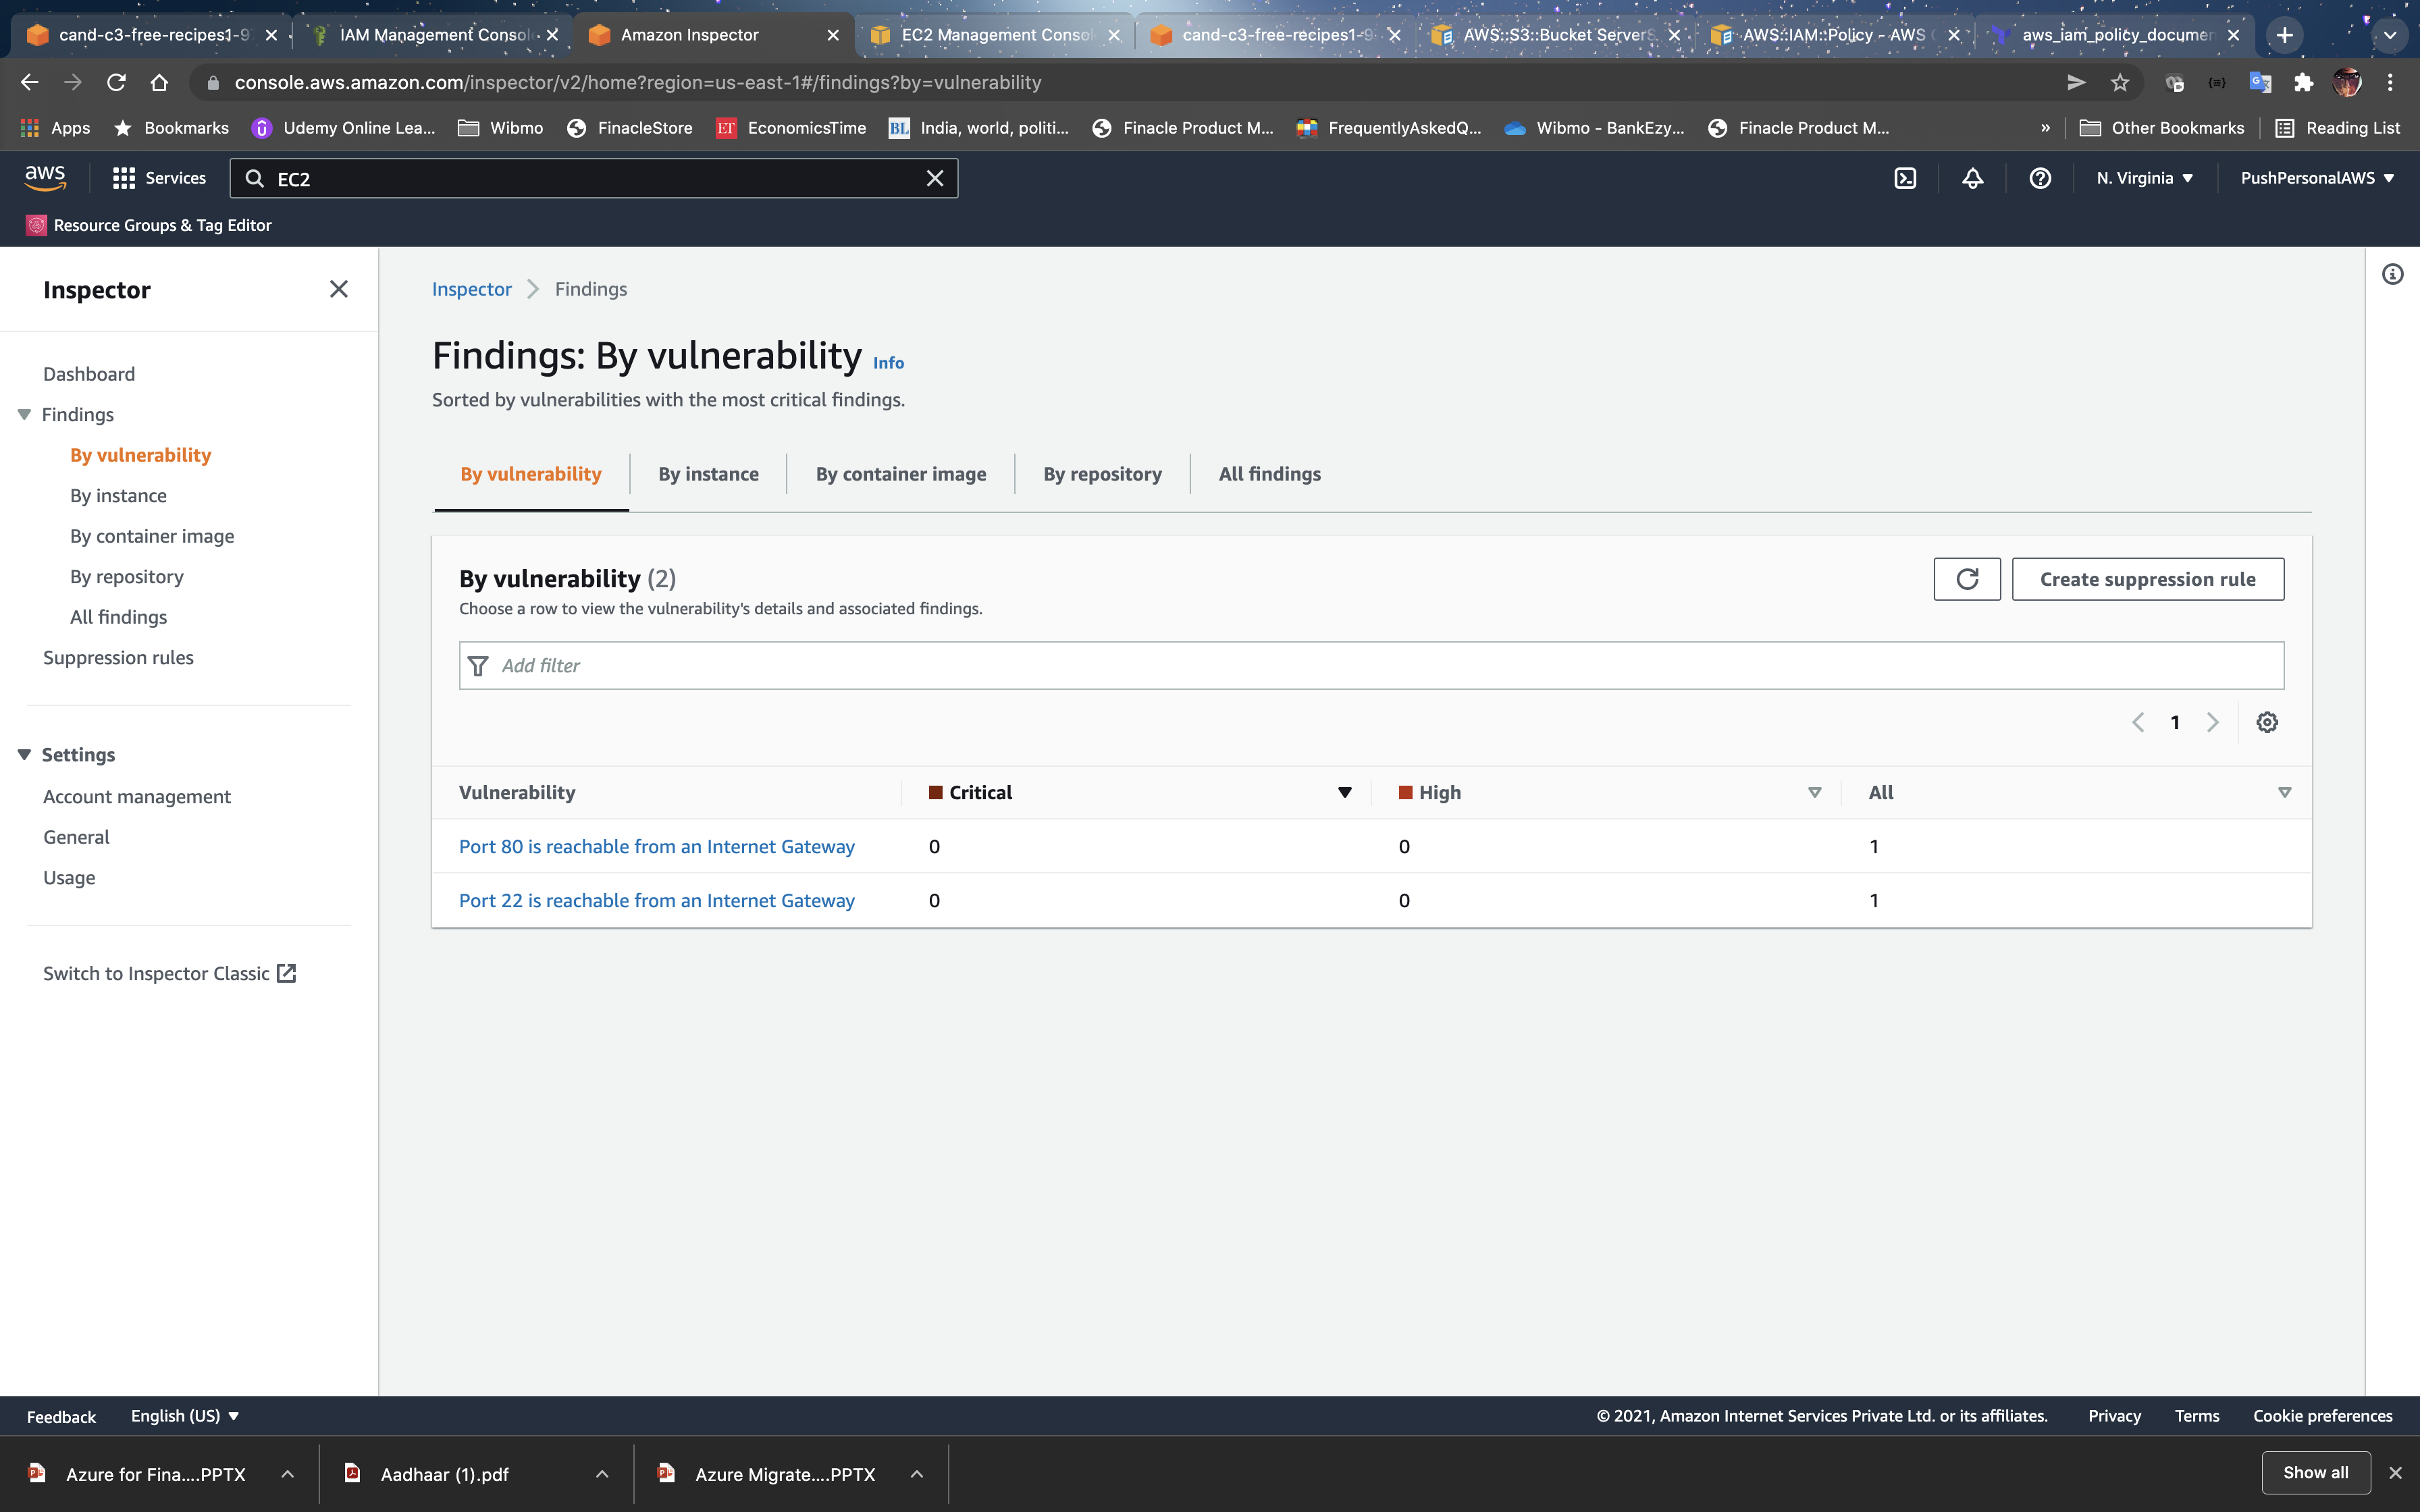 cand-c3-free-recipes1-9
IAM Management Consol
Amazon Inspector
EC2 Management Consol
cand-c3-free-recipes1-9
AWS::S3::Bucket ServerS
AWS::IAM::Policy - AWS
aws_iam_policy_documen
console.aws.amazon.com/inspector/v2/home?region=us-east-1#/findings?by=vulnerability
Apps
Bookmarks
Udemy Online Lea...
Wibmo
FinacleStore
ET
EconomicsTime
BL
India, world, politi...
Finacle Product M...
FrequentlyAskedQ...
Wibmo - BankEzy...
Finacle Product M...
»
Other Bookmarks
Reading List
aws
Services
EC2
N. Virginia
PushPersonalAWS
Resource Groups & Tag Editor
Inspector
Dashboard
Findings
By vulnerability
By instance
By container image
By repository
All findings
Suppression rules
Settings
Account management
General
Usage
Switch to Inspector Classic
Inspector
Findings
Findings: By vulnerability Info
Sorted by vulnerabilities with the most critical findings.
By vulnerability
By instance
By container image
By repository
All findings
By vulnerability (2)
Choose a row to view the vulnerability's details and associated findings.
Create suppression rule
Add filter
1
Vulnerability Critical High All
Port 80 is reachable from an Internet Gateway 0 0 1
Port 22 is reachable from an Internet Gateway 0 0 1
Feedback
English (US)
© 2021, Amazon Internet Services Private Ltd. or its affiliates.
Privacy
Terms
Cookie preferences
Azure for Fina....PPTX
Aadhaar (1).pdf
Azure Migrate....PPTX
Show all